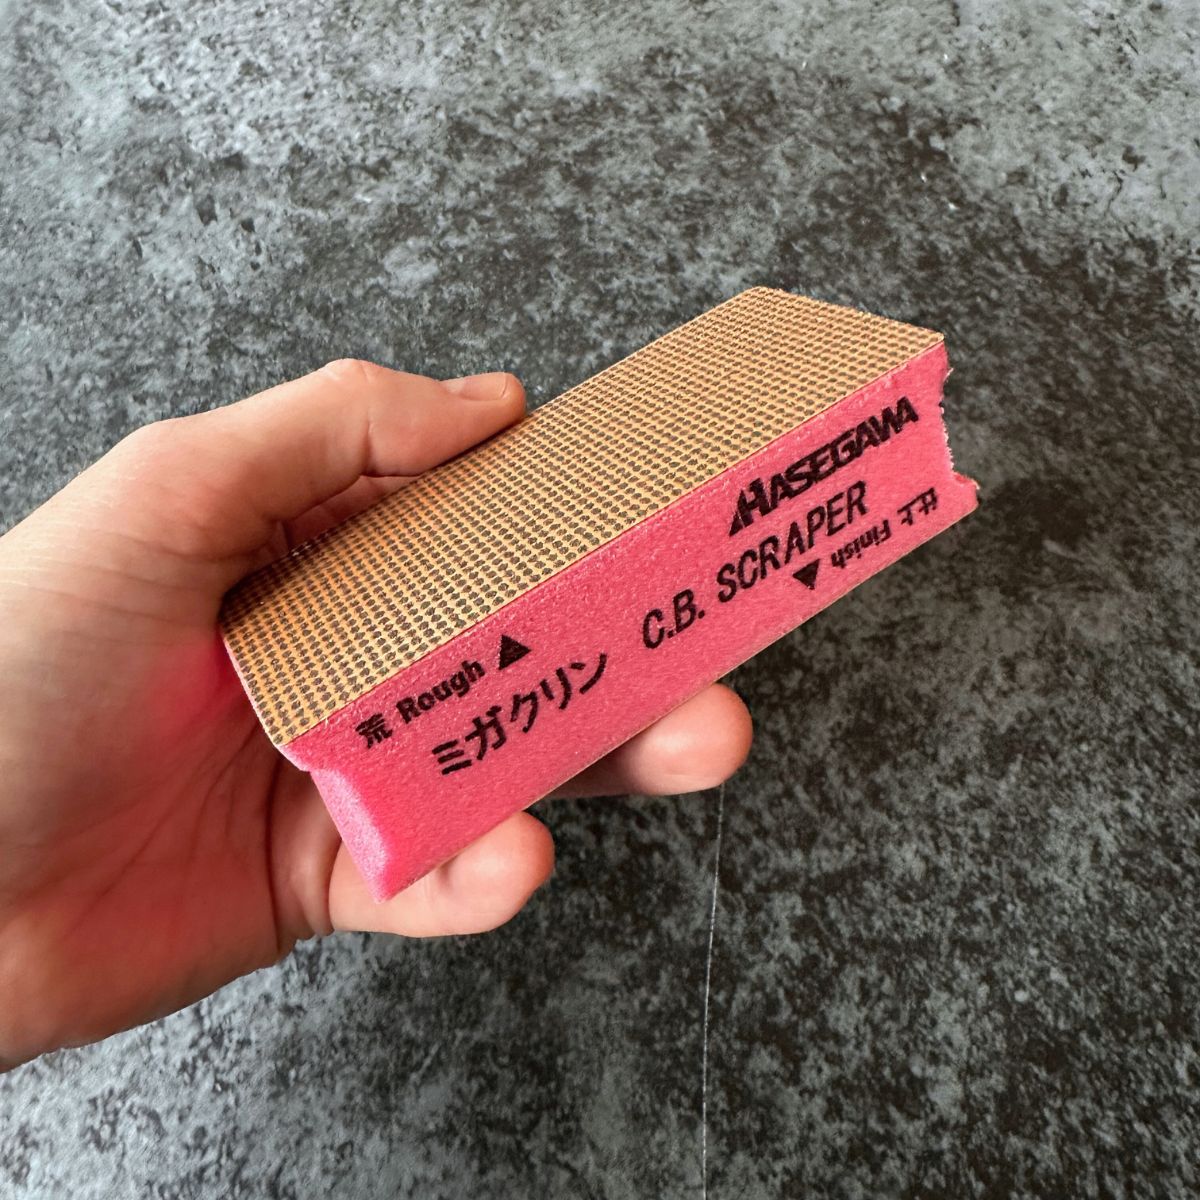 HASEGAWA
荒 Rough ▲
ミガクリン C.B. SCRAPER
仕上 Finish ▲